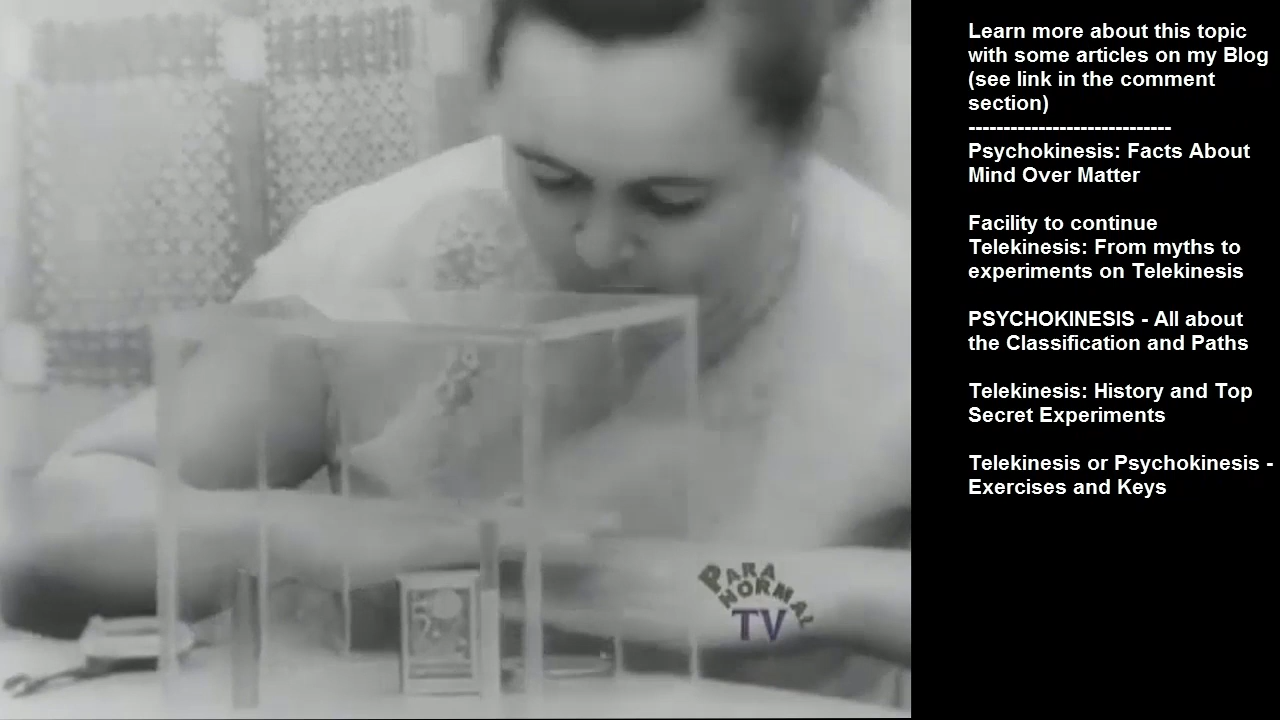 Learn more about this topic
with some articles on my Blog
(see link in the comment
section)
-----------------------------
Psychokinesis: Facts About
Mind Over Matter
Facility to continue
Telekinesis: From myths to
experiments on Telekinesis
PSYCHOKINESIS - All about
the Classification and Paths
Telekinesis: History and Top
Secret Experiments
Telekinesis or Psychokinesis -
Exercises and Keys
PARA
NORMAL
TV